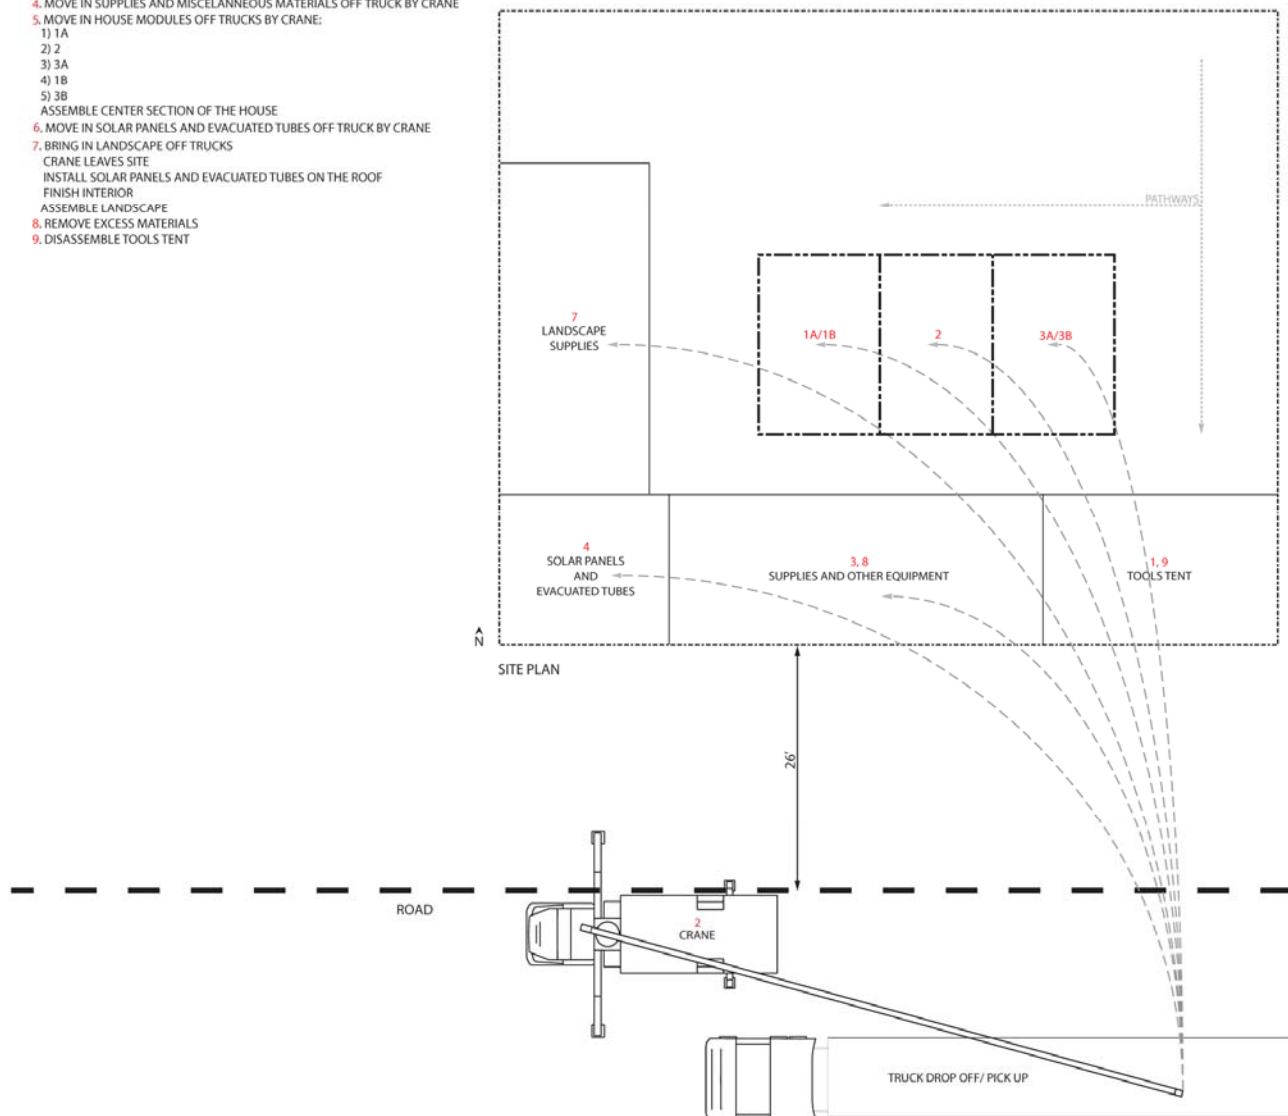 4. MOVE IN SUPPLIES AND MISCELANNEOUS MATERIALS OFF TRUCK BY CRANE
5. MOVE IN HOUSE MODULES OFF TRUCKS BY CRANE:
1) 1A
2) 2
3) 3A
4) 1B
5) 3B
ASSEMBLE CENTER SECTION OF THE HOUSE
6. MOVE IN SOLAR PANELS AND EVACUATED TUBES OFF TRUCK BY CRANE
7. BRING IN LANDSCAPE OFF TRUCKS
CRANE LEAVES SITE
INSTALL SOLAR PANELS AND EVACUATED TUBES ON THE ROOF
FINISH INTERIOR
ASSEMBLE LANDSCAPE
8. REMOVE EXCESS MATERIALS
9. DISASSEMBLE TOOLS TENT
PATHWAYS
7
LANDSCAPE
SUPPLIES
1A/1B
2
3A/3B
4
SOLAR PANELS
AND
EVACUATED TUBES
3, 8
SUPPLIES AND OTHER EQUIPMENT
1, 9
TOOLS TENT
N
SITE PLAN
26'
ROAD
2
CRANE
TRUCK DROP OFF/ PICK UP